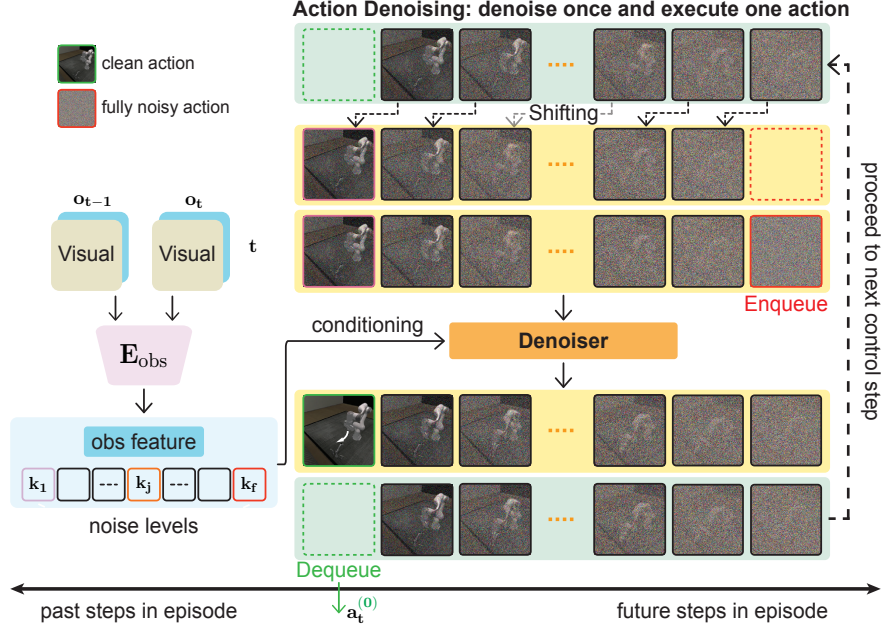 Action Denoising: denoise once and execute one action
clean action
fully noisy action
....
Shifting
....
o_{t-1}
o_t
Visual
Visual
t
....
Enqueue
proceed to next control step
conditioning
Denoiser
E_{obs}
obs feature
k_1
---
k_j
---
k_f
noise levels
....
....
Dequeue
a_t^{(0)}
past steps in episode
future steps in episode